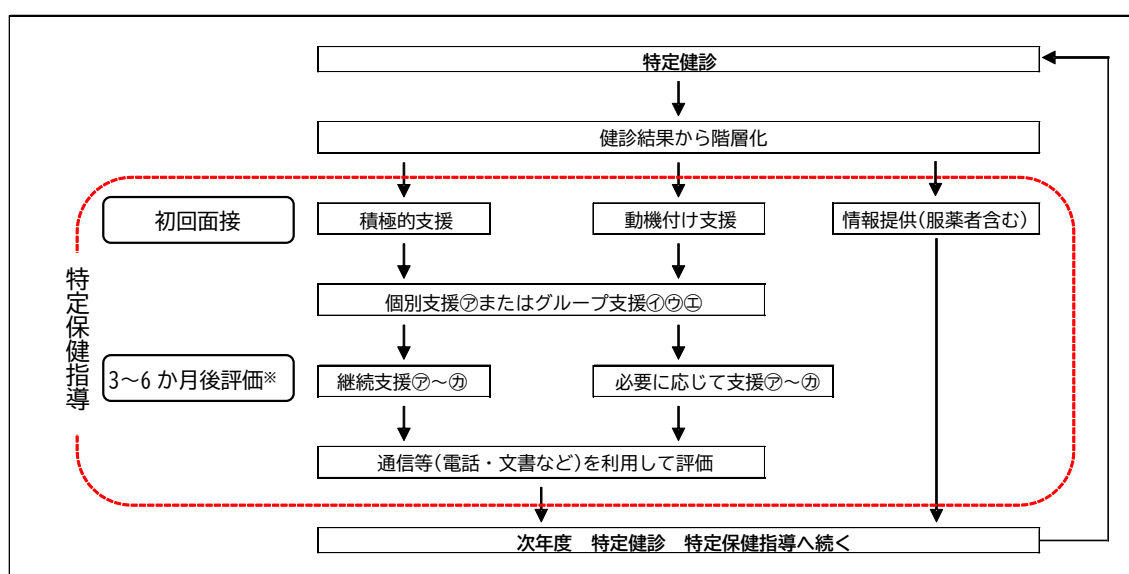 特定健診
健診結果から階層化
初回面接
積極的支援
動機付け支援
情報提供(服薬者含む)
特定保健指導
個別支援㋐またはグループ支援㋑㋒㋓
3～6 か月後評価※
継続支援㋐～㋕
必要に応じて支援㋐～㋕
通信等(電話・文書など)を利用して評価
次年度　特定健診　特定保健指導へ続く